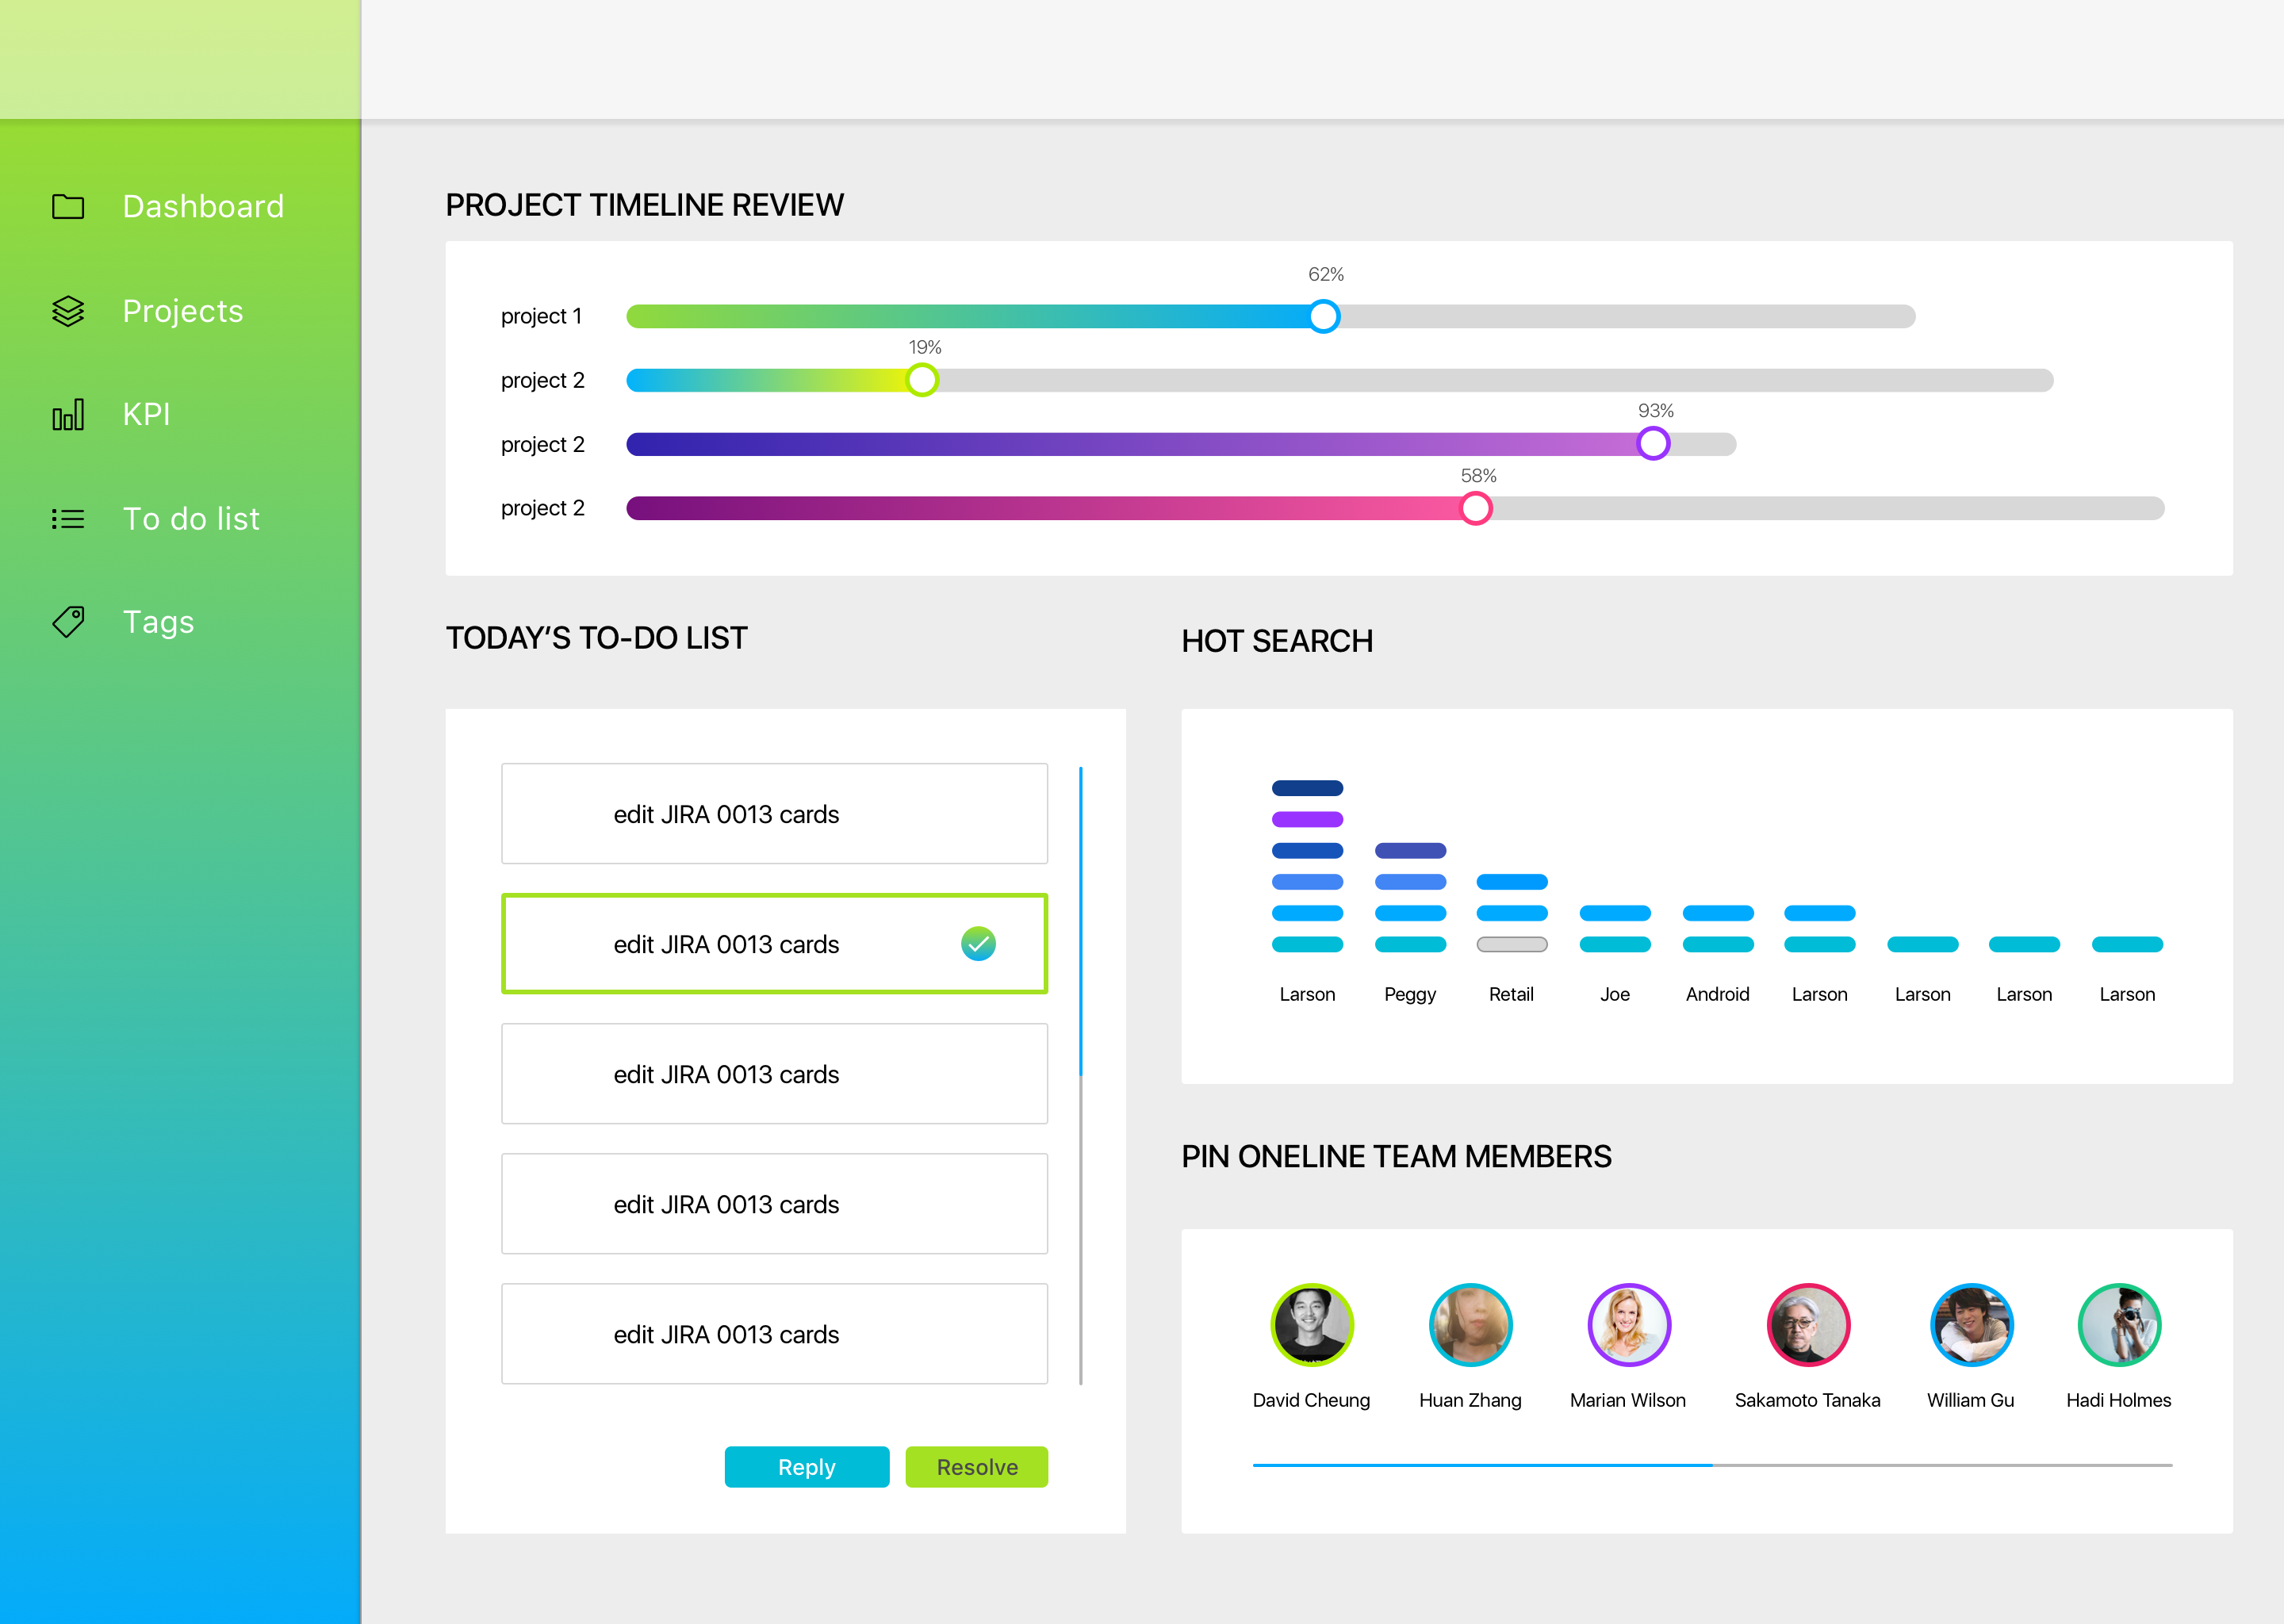 Dashboard
Projects
KPI
To do list
Tags
PROJECT TIMELINE REVIEW
62%
project 1
19%
project 2
93%
project 2
58%
project 2
TODAY’S TO-DO LIST
edit JIRA 0013 cards
edit JIRA 0013 cards
edit JIRA 0013 cards
edit JIRA 0013 cards
edit JIRA 0013 cards
Reply Resolve
HOT SEARCH
Larson Peggy Retail Joe Android Larson Larson Larson Larson
PIN ONELINE TEAM MEMBERS
David Cheung Huan Zhang Marian Wilson Sakamoto Tanaka William Gu Hadi Holmes